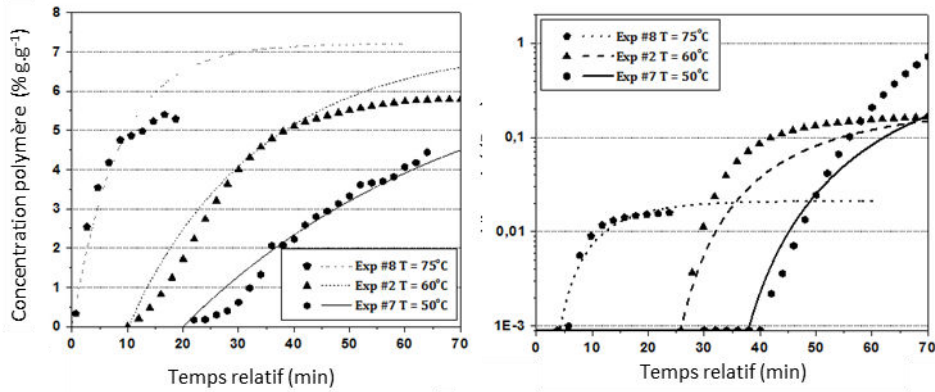 8
7
6
5
4
3
2
1
0
Concentration polymère (% g.g⁻¹)
Exp #8 T = 75°C
Exp #2 T = 60°C
Exp #7 T = 50°C
0 10 20 30 40 50 60 70
Temps relatif (min)
1
0,1
0,01
1E-3
Exp #8 T = 75°C
Exp #2 T = 60°C
Exp #7 T = 50°C
10 20 30 40 50 60 70
Temps relatif (min)